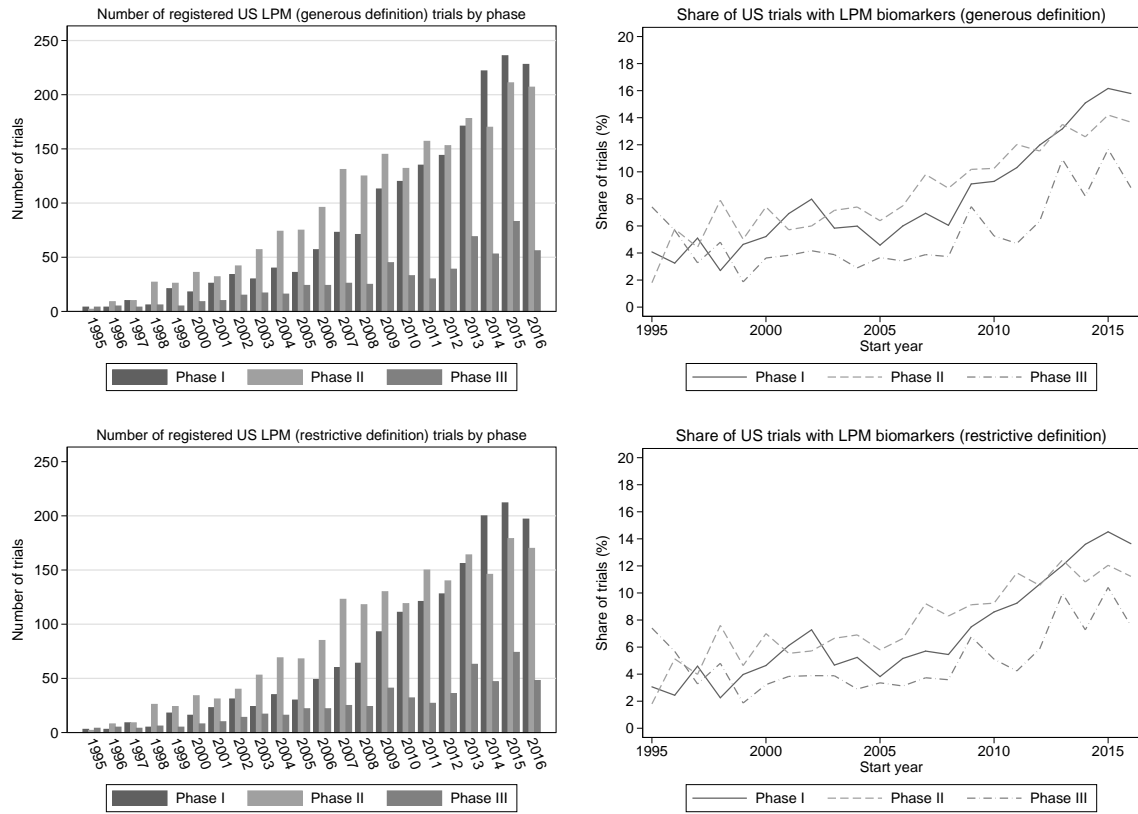 Number of registered US LPM (generous definition) trials by phase
Number of trials
250
200
150
100
50
0
1995 1996 1997 1998 1999 2000 2001 2002 2003 2004 2005 2006 2007 2008 2009 2010 2011 2012 2013 2014 2015 2016
Phase I Phase II Phase III
Share of US trials with LPM biomarkers (generous definition)
Share of trials (%)
20
18
16
14
12
10
8
6
4
2
0
1995 2000 2005 2010 2015
Start year
Phase I Phase II Phase III
Number of registered US LPM (restrictive definition) trials by phase
Number of trials
250
200
150
100
50
0
1995 1996 1997 1998 1999 2000 2001 2002 2003 2004 2005 2006 2007 2008 2009 2010 2011 2012 2013 2014 2015 2016
Phase I Phase II Phase III
Share of US trials with LPM biomarkers (restrictive definition)
Share of trials (%)
20
18
16
14
12
10
8
6
4
2
0
1995 2000 2005 2010 2015
Start year
Phase I Phase II Phase III